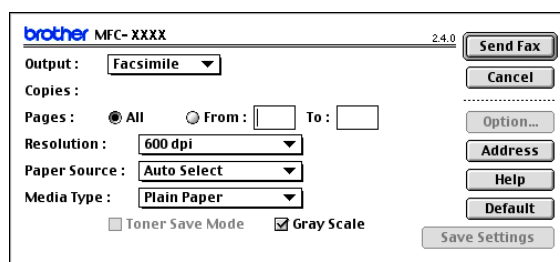 brother MFC-XXXX 2.4.0
Send Fax
Output : Facsimile
Cancel
Copies :
Pages : All From : To :
Option...
Resolution : 600 dpi
Address
Paper Source : Auto Select
Help
Media Type : Plain Paper
Default
Toner Save Mode Gray Scale
Save Settings